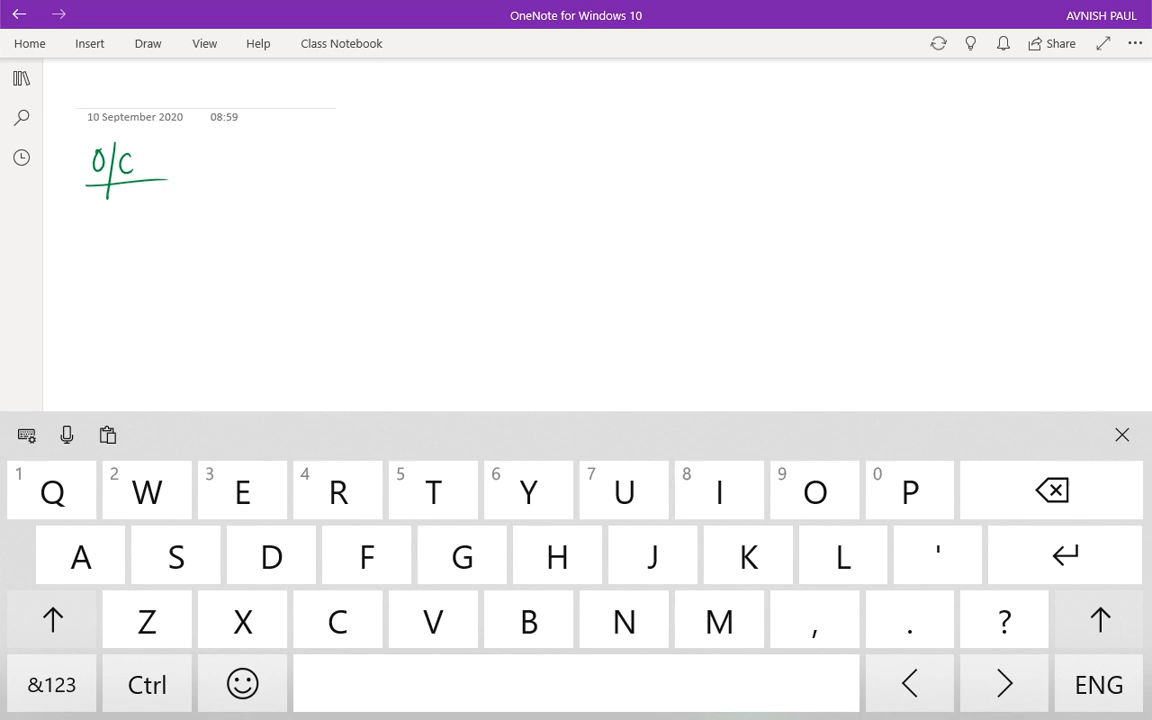 OneNote for Windows 10
AVNISH PAUL
Home Insert Draw View Help Class Notebook
Share
10 September 2020 08:59
O/C
1 Q 2 W 3 E 4 R 5 T 6 Y 7 U 8 I 9 O 0 P
A S D F G H J K L '
Z X C V B N M , . ?
&123 Ctrl ENG